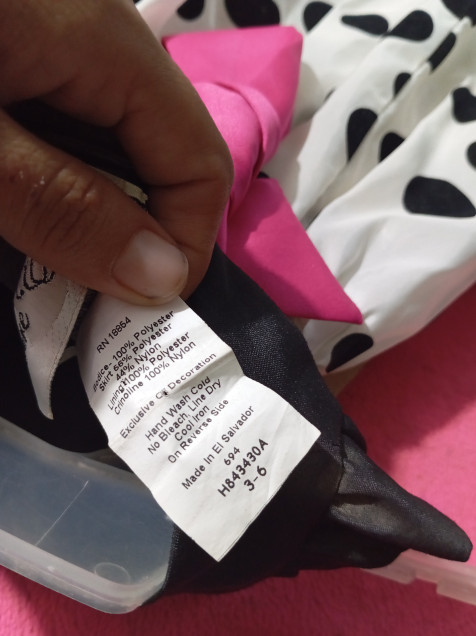 RN 18864
Bodice-100% Polyester
Skirt 56% Polyester
44% Nylon
Lining 100% Polyester
Crinoline 100% Nylon
Exclusive Of Decoration
Hand Wash Cold
No Bleach, Line Dry
Cool Iron
On Reverse Side
Made In El Salvador
694
H843430A
3-6